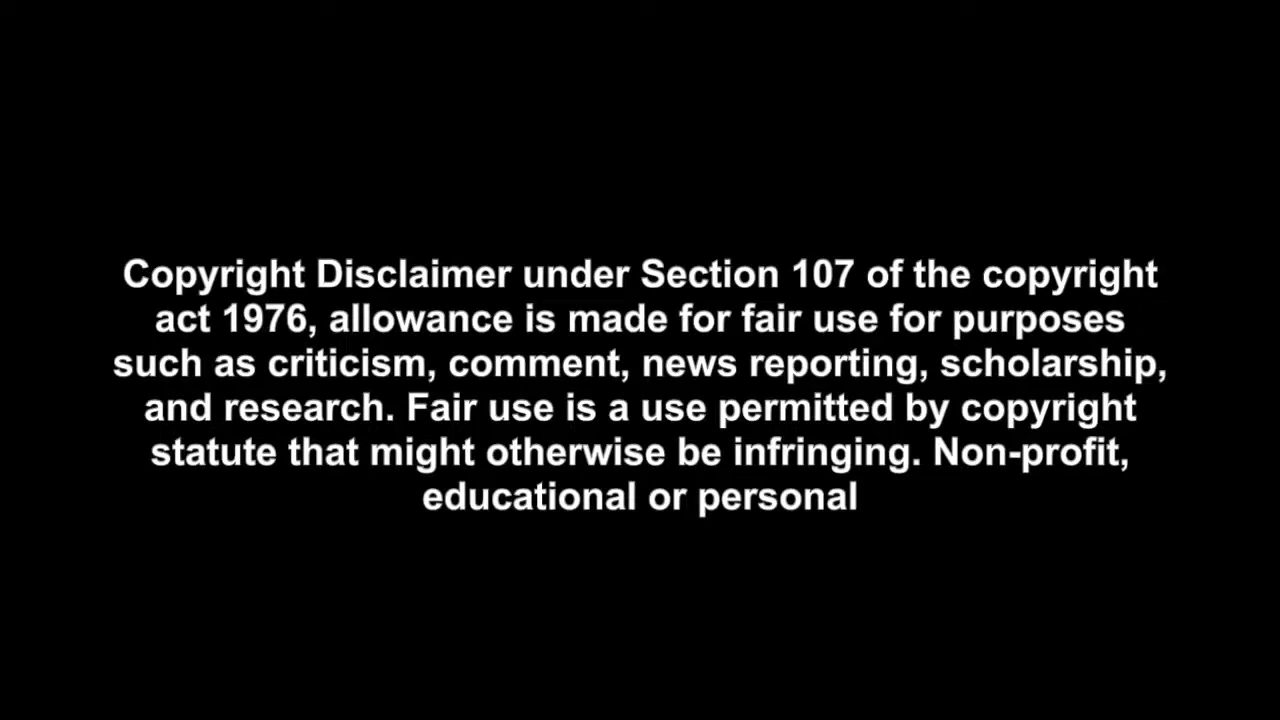 Copyright Disclaimer under Section 107 of the copyright
act 1976, allowance is made for fair use for purposes
such as criticism, comment, news reporting, scholarship,
and research. Fair use is a use permitted by copyright
statute that might otherwise be infringing. Non-profit,
educational or personal